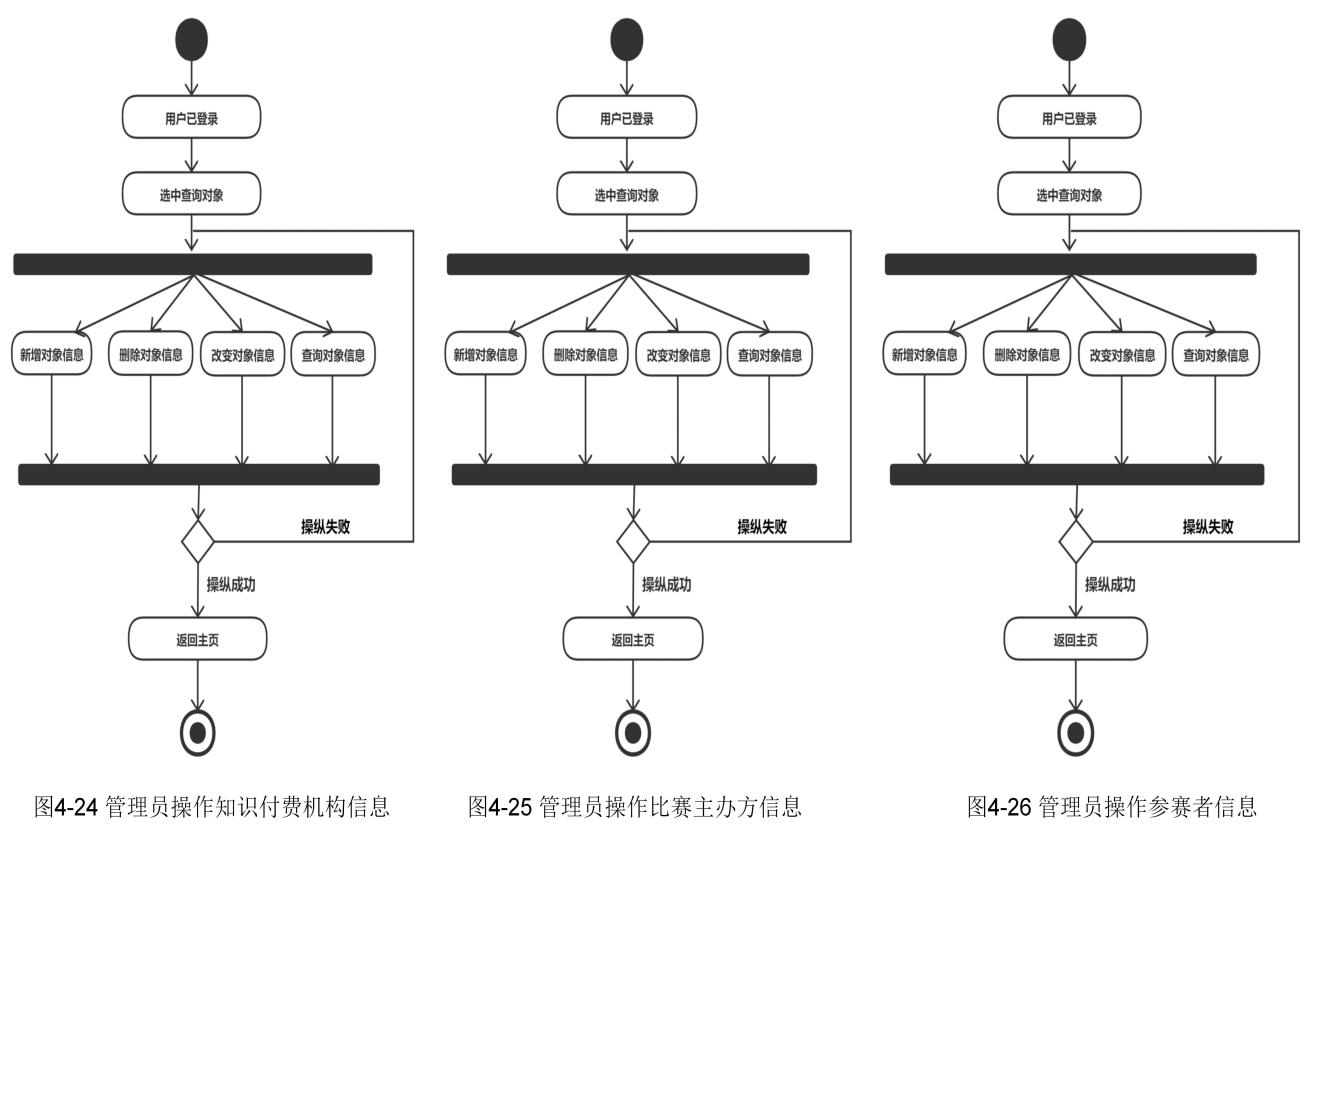 用户已登录
选中查询对象
新增对象信息
删除对象信息
改变对象信息
查询对象信息
操纵失败
操纵成功
返回主页
图4-24 管理员操作知识付费机构信息
用户已登录
选中查询对象
新增对象信息
删除对象信息
改变对象信息
查询对象信息
操纵失败
操纵成功
返回主页
图4-25 管理员操作比赛主办方信息
用户已登录
选中查询对象
新增对象信息
删除对象信息
改变对象信息
查询对象信息
操纵失败
操纵成功
返回主页
图4-26 管理员操作参赛者信息